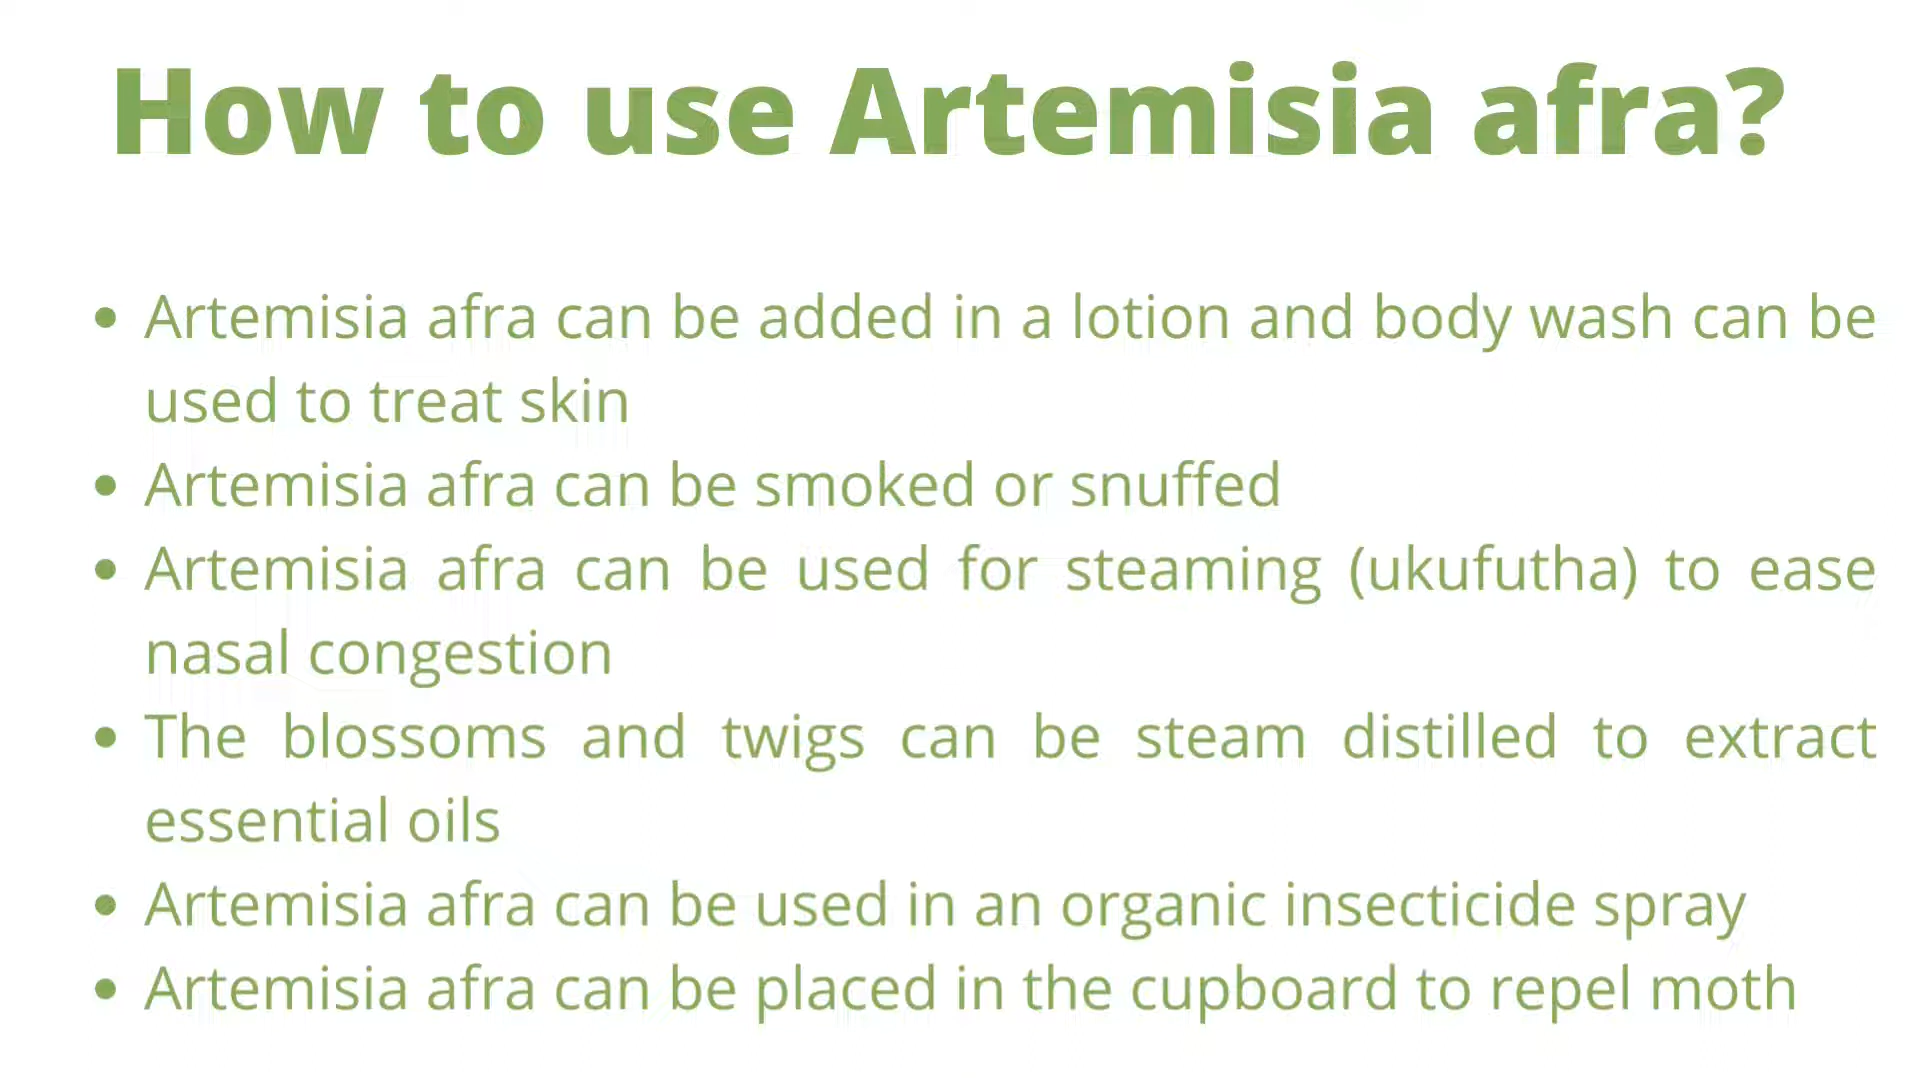 How to use Artemisia afra?
• Artemisia afra can be added in a lotion and body wash can be
used to treat skin
• Artemisia afra can be smoked or snuffed
• Artemisia afra can be used for steaming (ukufutha) to ease
nasal congestion
• The blossoms and twigs can be steam distilled to extract
essential oils
• Artemisia afra can be used in an organic insecticide spray
• Artemisia afra can be placed in the cupboard to repel moth